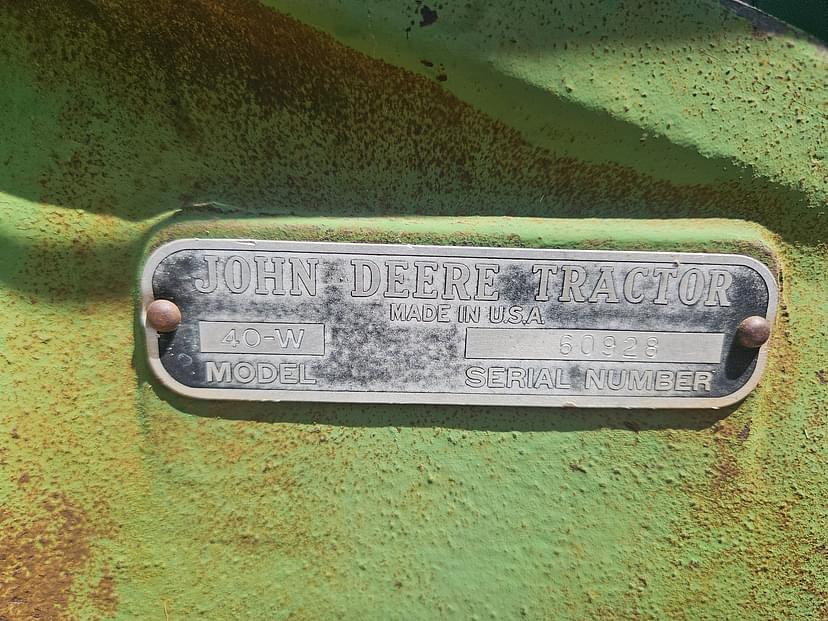 JOHN DEERE TRACTOR
MADE IN U.S.A.
40-W 60928
MODEL SERIAL NUMBER